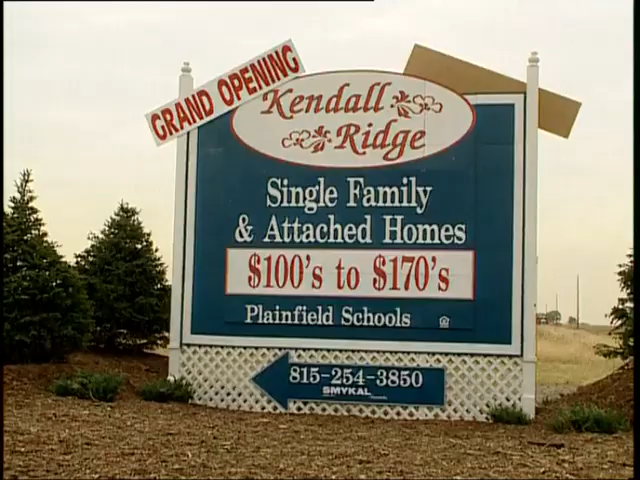 GRAND OPENING
Kendall
Ridge
Single Family
& Attached Homes
$100's to $170's
Plainfield Schools
815-254-3850
SMYKAL